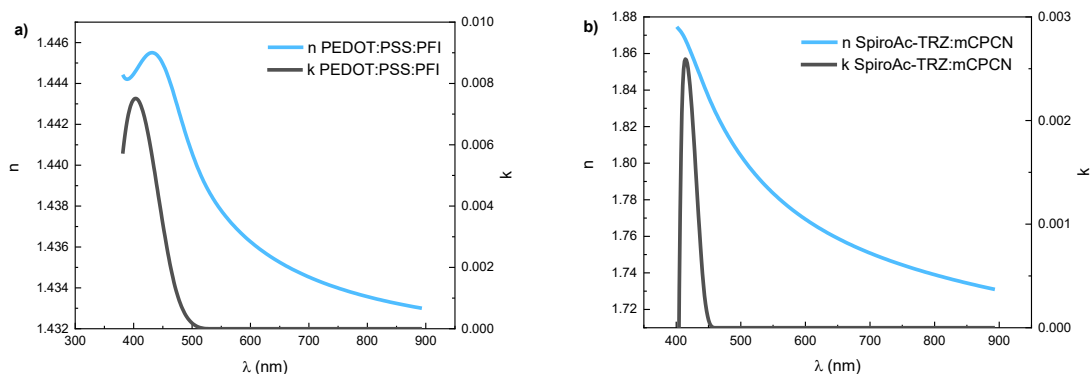 a)
n PEDOT:PSS:PFI
k PEDOT:PSS:PFI
1.446
1.444
1.442
1.440
1.438
1.436
1.434
1.432
n
0.010
0.008
0.006
0.004
0.002
0.000
k
300 400 500 600 700 800 900
λ (nm)
b)
n SpiroAc-TRZ:mCPCN
k SpiroAc-TRZ:mCPCN
1.88
1.86
1.84
1.82
1.80
1.78
1.76
1.74
1.72
n
0.003
0.002
0.001
0.000
k
400 500 600 700 800 900
λ (nm)